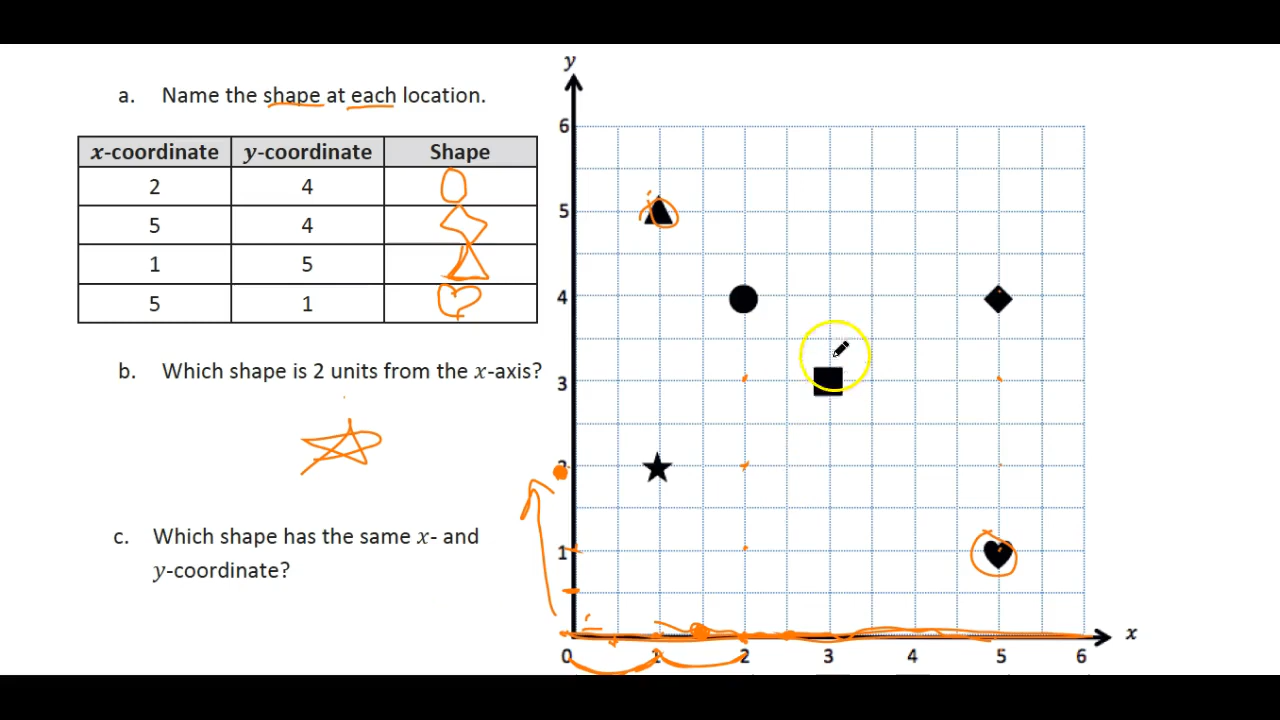 a. Name the shape at each location.
x-coordinate y-coordinate Shape
2 4
5 4
1 5
5 1
b. Which shape is 2 units from the x-axis?
c. Which shape has the same x- and
y-coordinate?
y
6
5
4
3
2
1
0 1 2 3 4 5 6
x